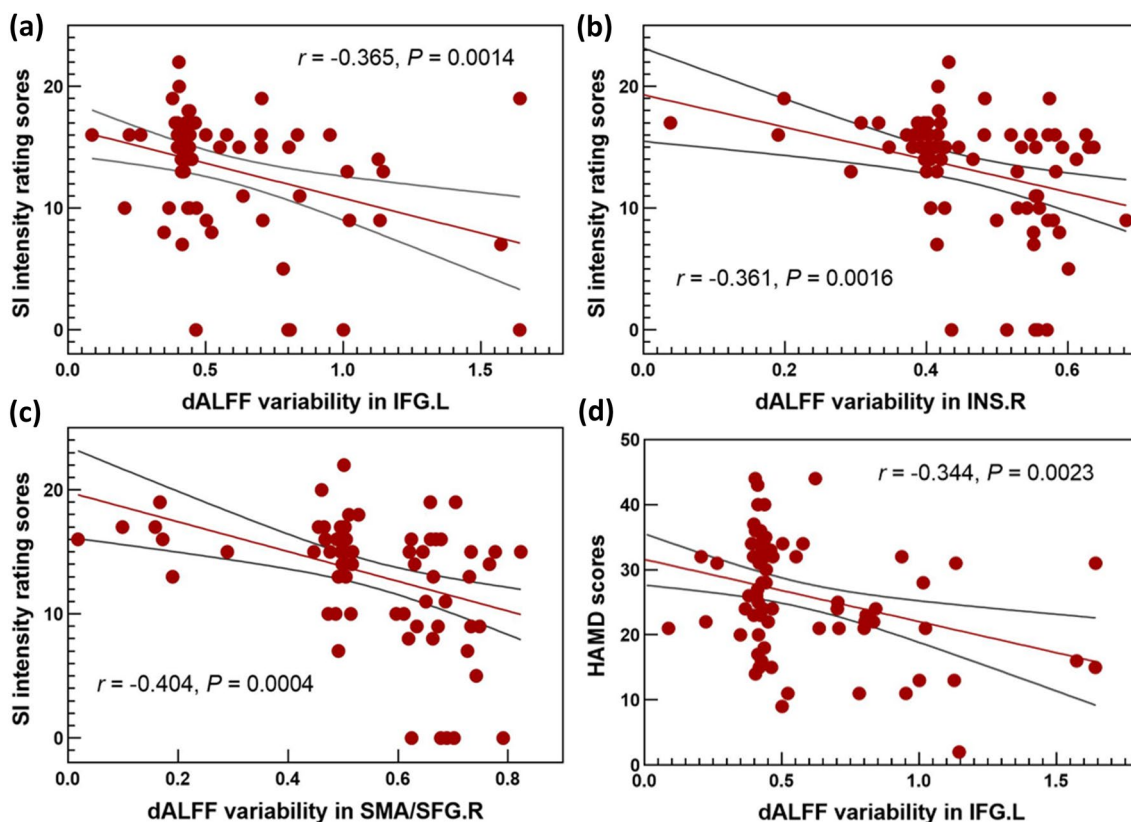 (a)
r = -0.365, P = 0.0014
SI intensity rating sores
20
10
0
0.0 0.5 1.0 1.5
dALFF variability in IFG.L
(b)
r = -0.361, P = 0.0016
SI intensity rating sores
20
10
0
0.0 0.2 0.4 0.6
dALFF variability in INS.R
(c)
r = -0.404, P = 0.0004
SI intensity rating sores
20
10
0
0.0 0.2 0.4 0.6 0.8
dALFF variability in SMA/SFG.R
(d)
r = -0.344, P = 0.0023
HAMD scores
50
40
30
20
10
0
0.0 0.5 1.0 1.5
dALFF variability in IFG.L